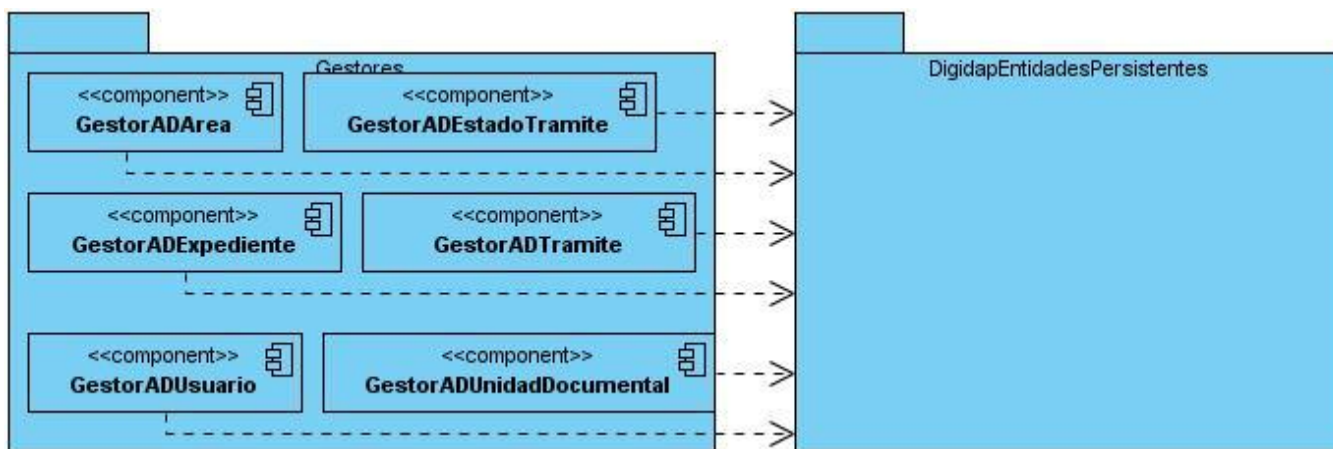 Gestores
<<component>>
GestorADArea
<<component>>
GestorADEstadoTramite
<<component>>
GestorADExpediente
<<component>>
GestorADTramite
<<component>>
GestorADUsuario
<<component>>
GestorADUnidadDocumental
DigidapEntidadesPersistentes